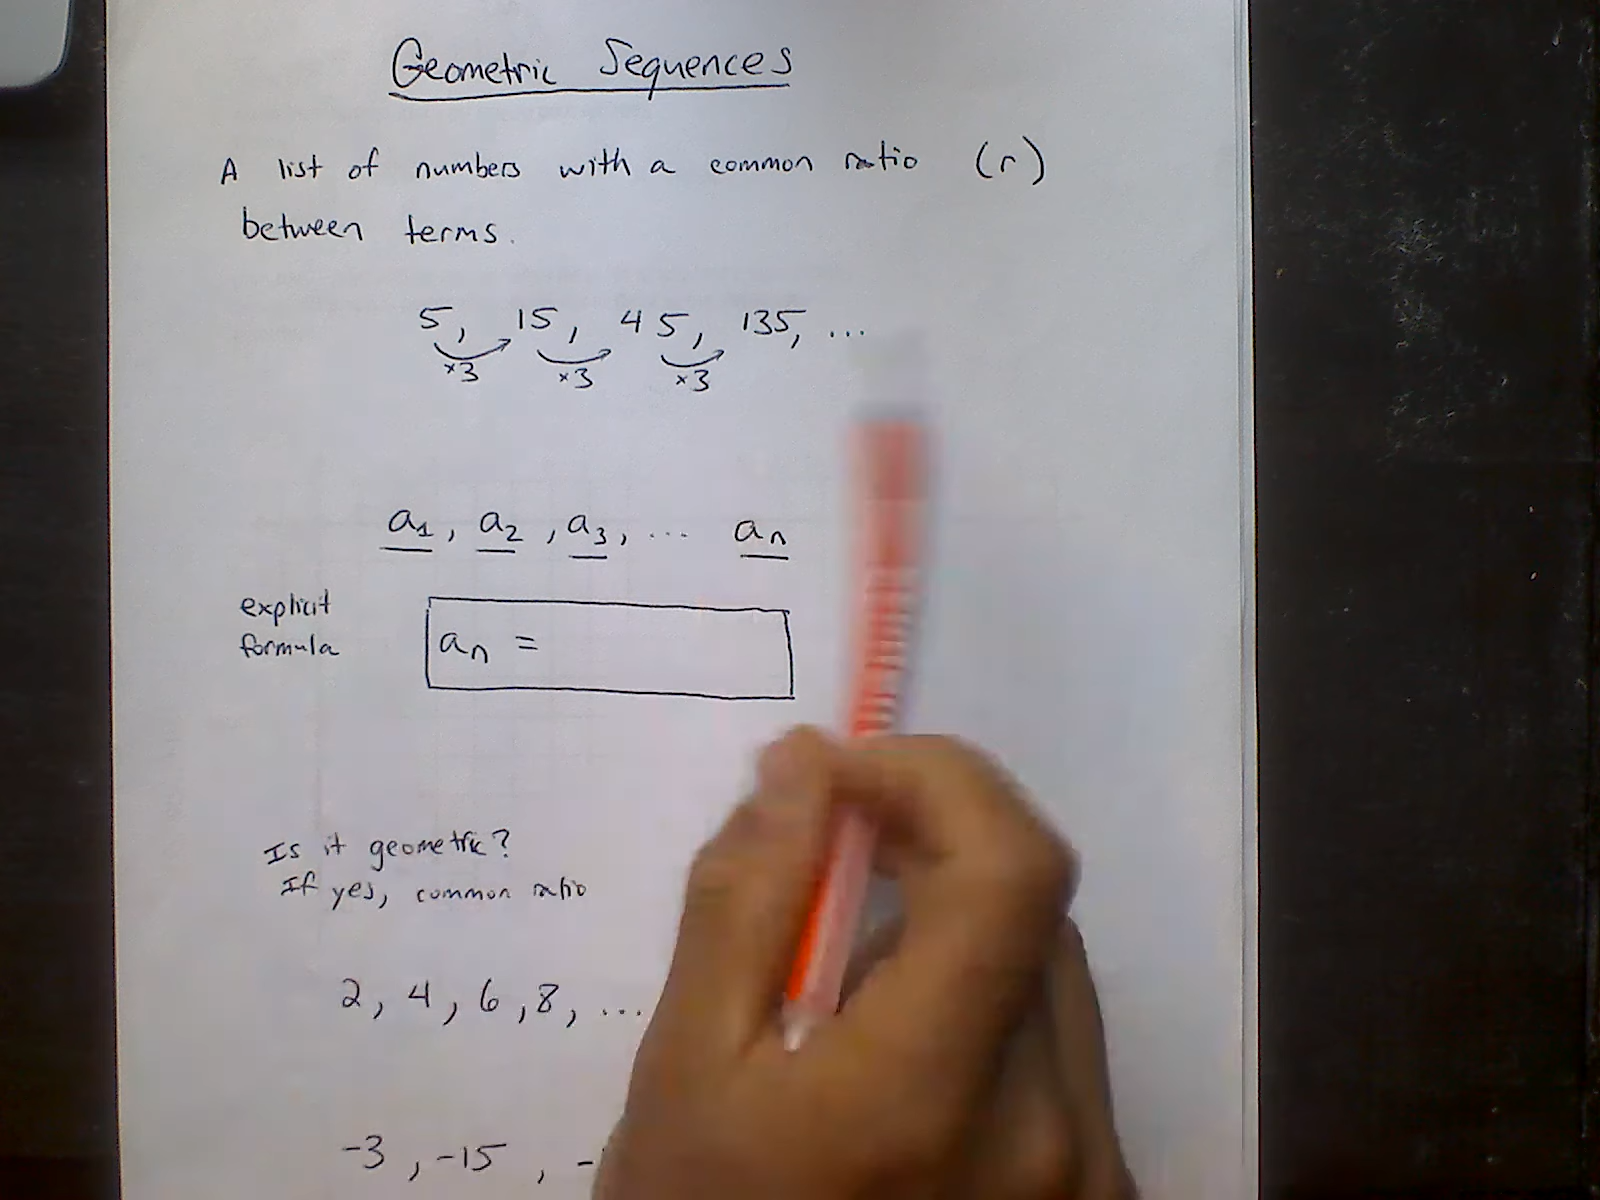 Geometric Sequences
A list of numbers with a common ratio (r)
between terms.
5, 15, 45, 135, ...
×3 ×3 ×3
a₁, a₂, a₃, ... aₙ
explicit
formula
aₙ =
Is it geometric?
If yes, common ratio
2, 4, 6, 8, ...
-3, -15, -